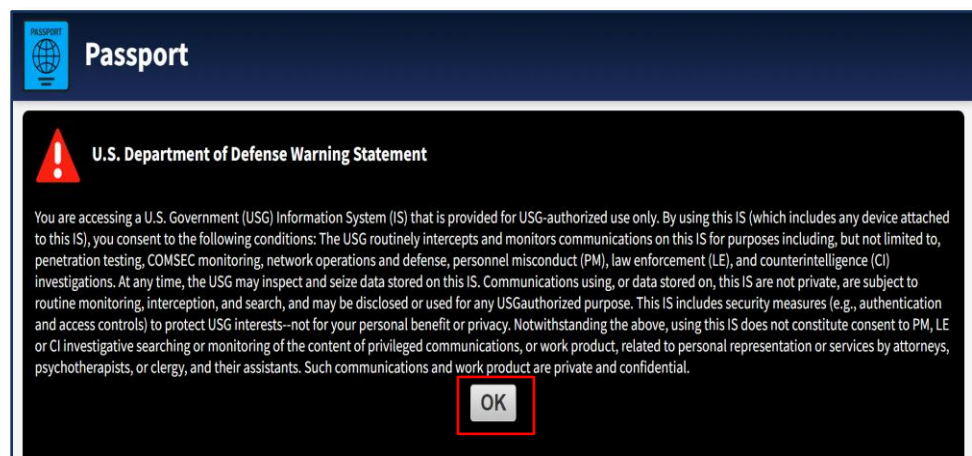 PASSPORT
Passport
U.S. Department of Defense Warning Statement
You are accessing a U.S. Government (USG) Information System (IS) that is provided for USG-authorized use only. By using this IS (which includes any device attached
to this IS), you consent to the following conditions: The USG routinely intercepts and monitors communications on this IS for purposes including, but not limited to,
penetration testing, COMSEC monitoring, network operations and defense, personnel misconduct (PM), law enforcement (LE), and counterintelligence (CI)
investigations. At any time, the USG may inspect and seize data stored on this IS. Communications using, or data stored on, this IS are not private, are subject to
routine monitoring, interception, and search, and may be disclosed or used for any USGauthorized purpose. This IS includes security measures (e.g., authentication
and access controls) to protect USG interests--not for your personal benefit or privacy. Notwithstanding the above, using this IS does not constitute consent to PM, LE
or CI investigative searching or monitoring of the content of privileged communications, or work product, related to personal representation or services by attorneys,
psychotherapists, or clergy, and their assistants. Such communications and work product are private and confidential.
OK